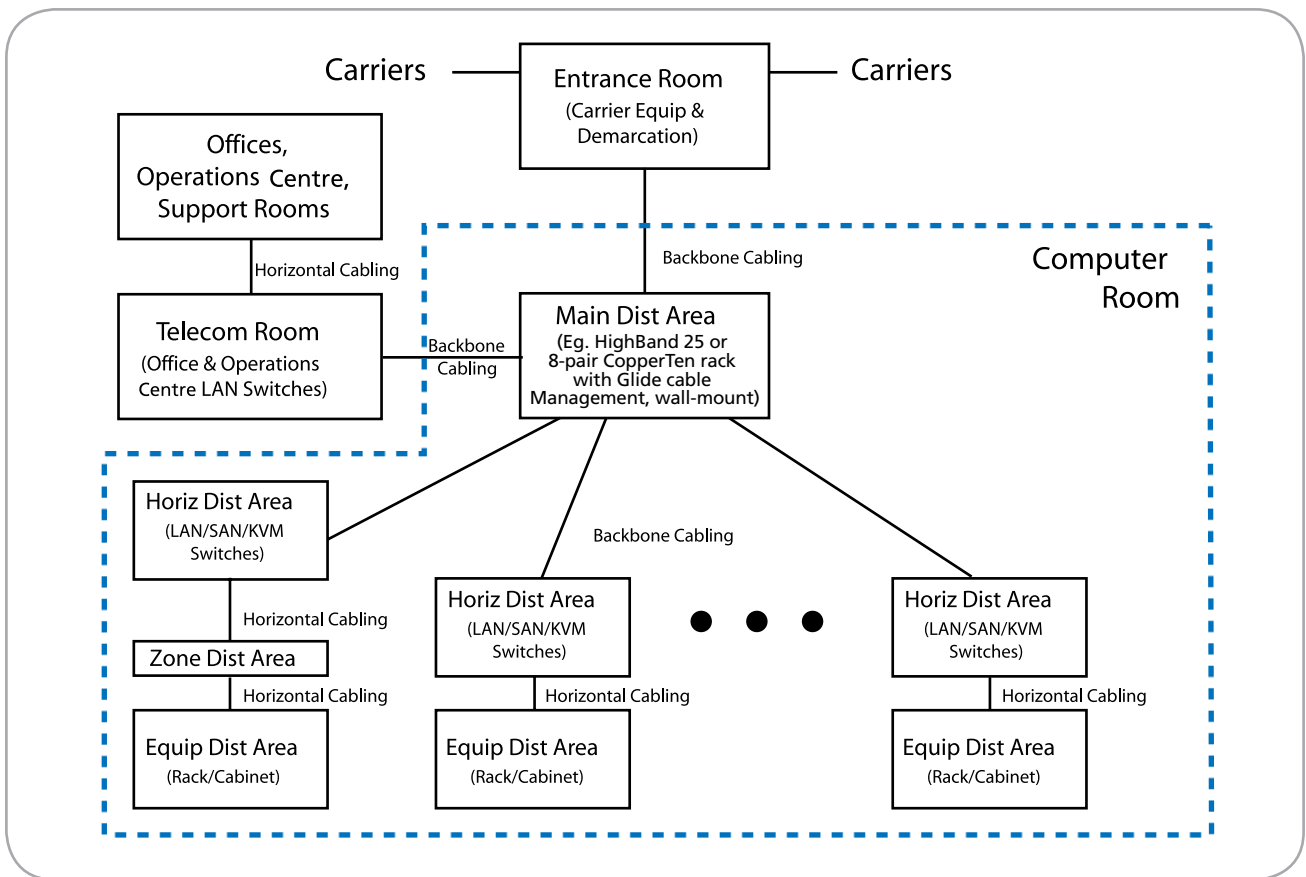 Carriers
Entrance Room
(Carrier Equip &
Demarcation)
Carriers
Offices,
Operations Centre,
Support Rooms
Horizontal Cabling
Backbone Cabling
Computer
Room
Telecom Room
(Office & Operations
Centre LAN Switches)
Backbone
Cabling
Main Dist Area
(Eg. HighBand 25 or
8-pair CopperTen rack
with Glide cable
Management, wall-mount)
Horiz Dist Area
(LAN/SAN/KVM
Switches)
Backbone Cabling
Horizontal Cabling
Zone Dist Area
Horizontal Cabling
Equip Dist Area
(Rack/Cabinet)
Horiz Dist Area
(LAN/SAN/KVM
Switches)
Horizontal Cabling
Equip Dist Area
(Rack/Cabinet)
Horiz Dist Area
(LAN/SAN/KVM
Switches)
Horizontal Cabling
Equip Dist Area
(Rack/Cabinet)